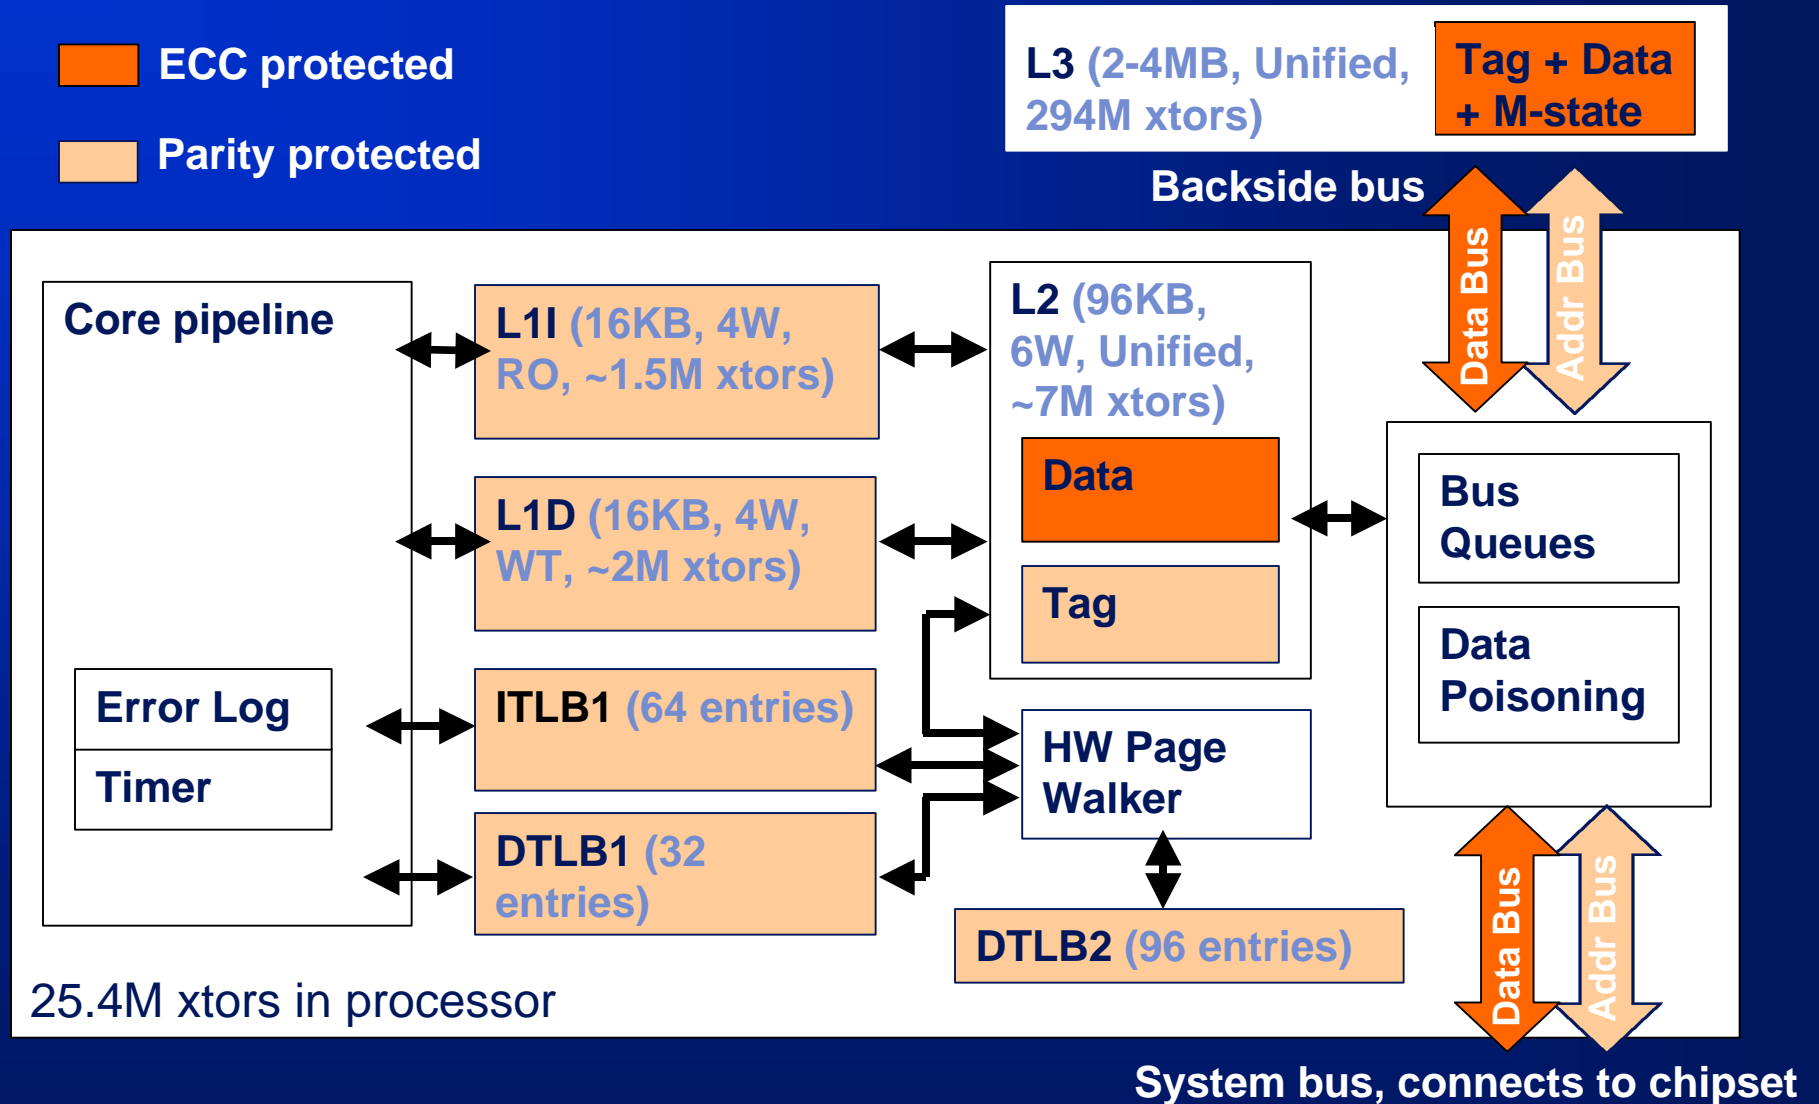 ECC protected
Parity protected
L3 (2-4MB, Unified,
294M xtors)
Tag + Data
+ M-state
Backside bus
Data Bus
Addr Bus
Core pipeline
L1I (16KB, 4W,
RO, ~1.5M xtors)
L2 (96KB,
6W, Unified,
~7M xtors)
Data
Tag
L1D (16KB, 4W,
WT, ~2M xtors)
Bus
Queues
Data
Poisoning
Error Log
Timer
ITLB1 (64 entries)
HW Page
Walker
DTLB1 (32
entries)
DTLB2 (96 entries)
Data Bus
Addr Bus
25.4M xtors in processor
System bus, connects to chipset